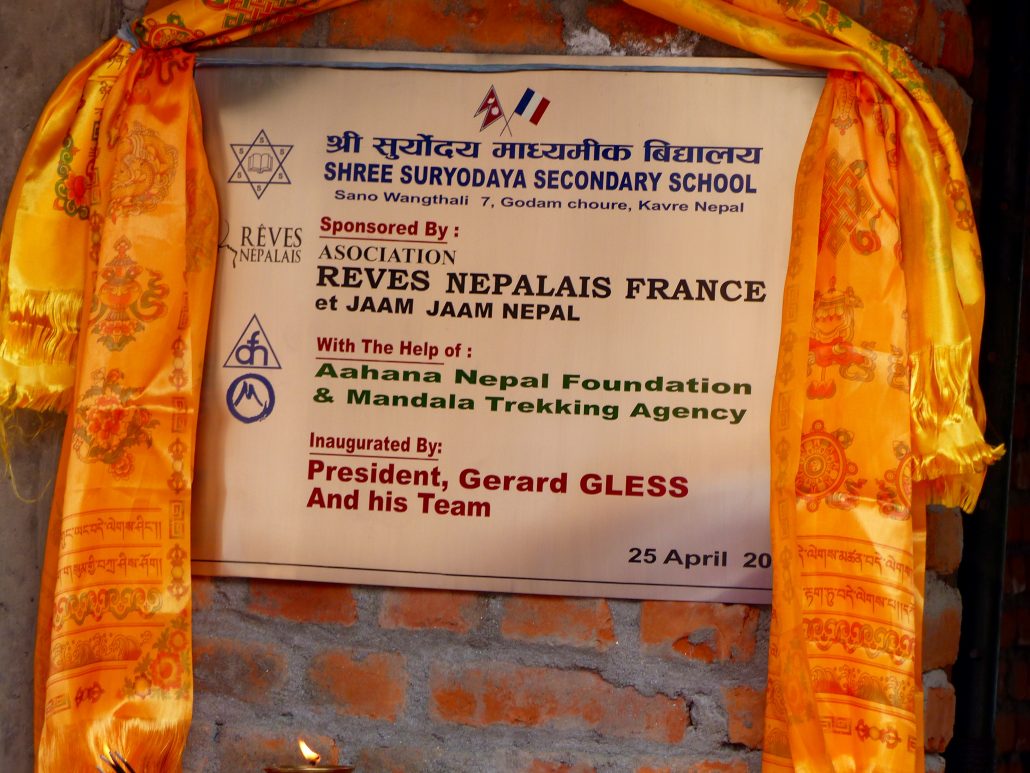 श्री सुर्योदय माध्यमीक बिद्यालय
SHREE SURYODAYA SECONDARY SCHOOL
Sano Wangthali 7, Godam choure, Kavre Nepal
RÊVES
NEPALAIS
Sponsored By :
ASOCIATION
REVES NEPALAIS FRANCE
et JAAM JAAM NEPAL
With The Help of :
Aahana Nepal Foundation
& Mandala Trekking Agency
Inaugurated By:
President, Gerard GLESS
And his Team
25 April 20